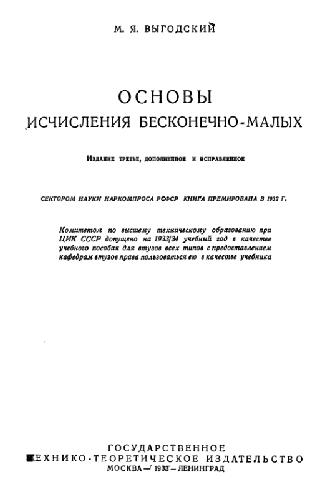 М. Я. ВЫГОДСКИЙ
ОСНОВЫ
ИСЧИСЛЕНИЯ БЕСКОНЕЧНО-МАЛЫХ
Издание третье, дополненное и исправленное
СЕКТОРОМ НАУКИ НАРКОМПРОСА РСФСР КНИГА ПРЕМИРОВАНА В 1932 Г.
Комитетом по высшему техническому образованию при
ЦИК СССР допущено на 1933/34 учебный год в качестве
учебного пособия для втузов всех типов с предоставлением
кафедрам втузов права пользоваться ею в качестве учебника
ГОСУДАРСТВЕННОЕ
ТЕХНИКО-ТЕОРЕТИЧЕСКОЕ ИЗДАТЕЛЬСТВО
МОСКВА— —ЛЕНИНГРАД